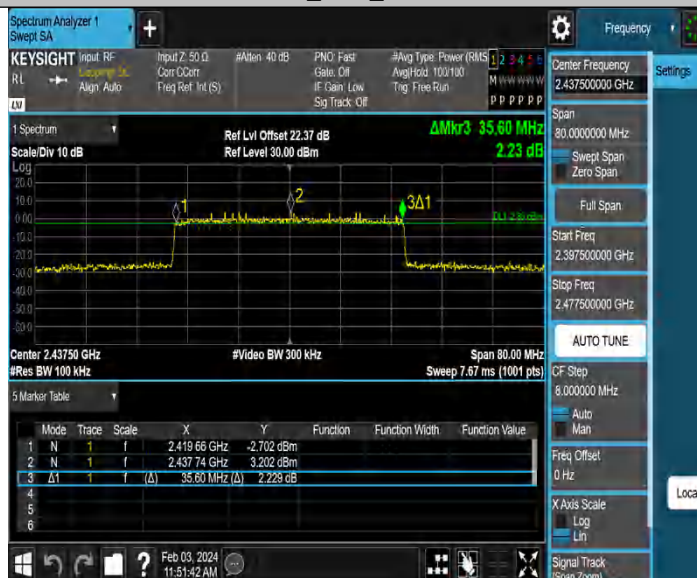 Spectrum Analyzer 1
Swept SA
+
Frequency
KEYSIGHT
RL
Input: RF
Coupling: DC
Align: Auto
Input Z: 50 Ω
Corr CCorr
Freq Ref: Int (S)
#Atten: 40 dB
PNO: Fast
Gate: Off
IF Gain: Low
Sig Track: Off
#Avg Type: Power (RMS
Avg|Hold: 100/100
Trig: Free Run
1 2 3 4 5 6
M W W W W W
P P P P P P
LXI
Settings
Center Frequency
2.437500000 GHz
Span
80.0000000 MHz
Swept Span
Zero Span
Full Span
Start Freq
2.397500000 GHz
Stop Freq
2.477500000 GHz
AUTO TUNE
CF Step
8.000000 MHz
Auto
Man
Freq Offset
0 Hz
X Axis Scale
Log
Lin
Signal Track
(Span Zoom)
Loca
1 Spectrum
Scale/Div 10 dB
Ref Lvl Offset 22.37 dB
Ref Level 30.00 dBm
ΔMkr3 35.60 MHz
2.23 dB
Log
20.0
10.0
0.00
-10.0
-20.0
-30.0
-40.0
-50.0
-60.0
1
2
3Δ1
Center 2.43750 GHz
#Res BW 100 kHz
#Video BW 300 kHz
Span 80.00 MHz
Sweep 7.67 ms (1001 pts)
5 Marker Table
Mode Trace Scale X Y Function Function Width Function Value
1 N 1 f 2.419 66 GHz -2.702 dBm
2 N 1 f 2.437 74 GHz 3.202 dBm
3 Δ1 1 f (Δ) 35.60 MHz (Δ) 2.229 dB
4
5
6
?
Feb 03, 2024
11:51:42 AM